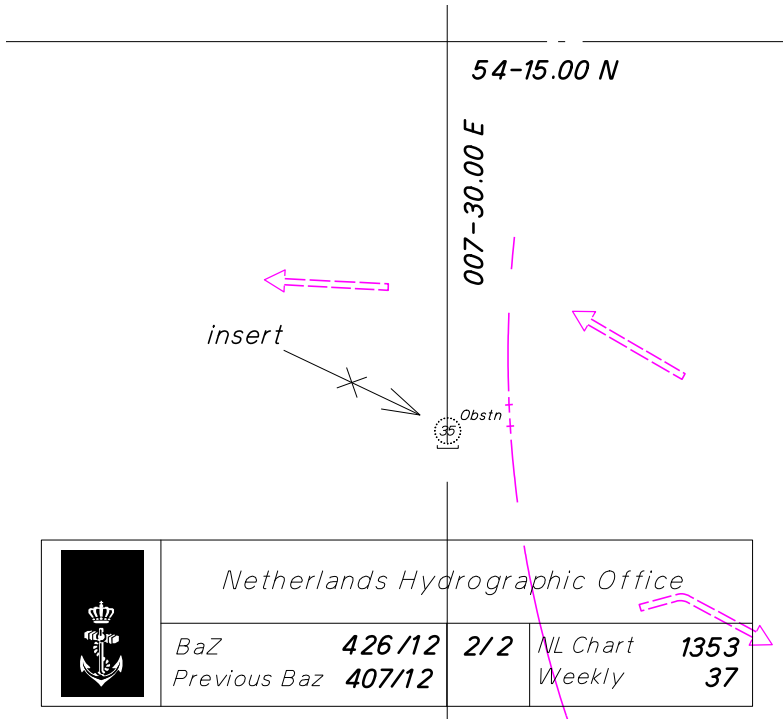 54-15.00 N
007-30.00 E
insert
Obstn
35
Netherlands Hydrographic Office
BaZ 426/12 2/2 NL Chart 1353
Previous Baz 407/12 Weekly 37